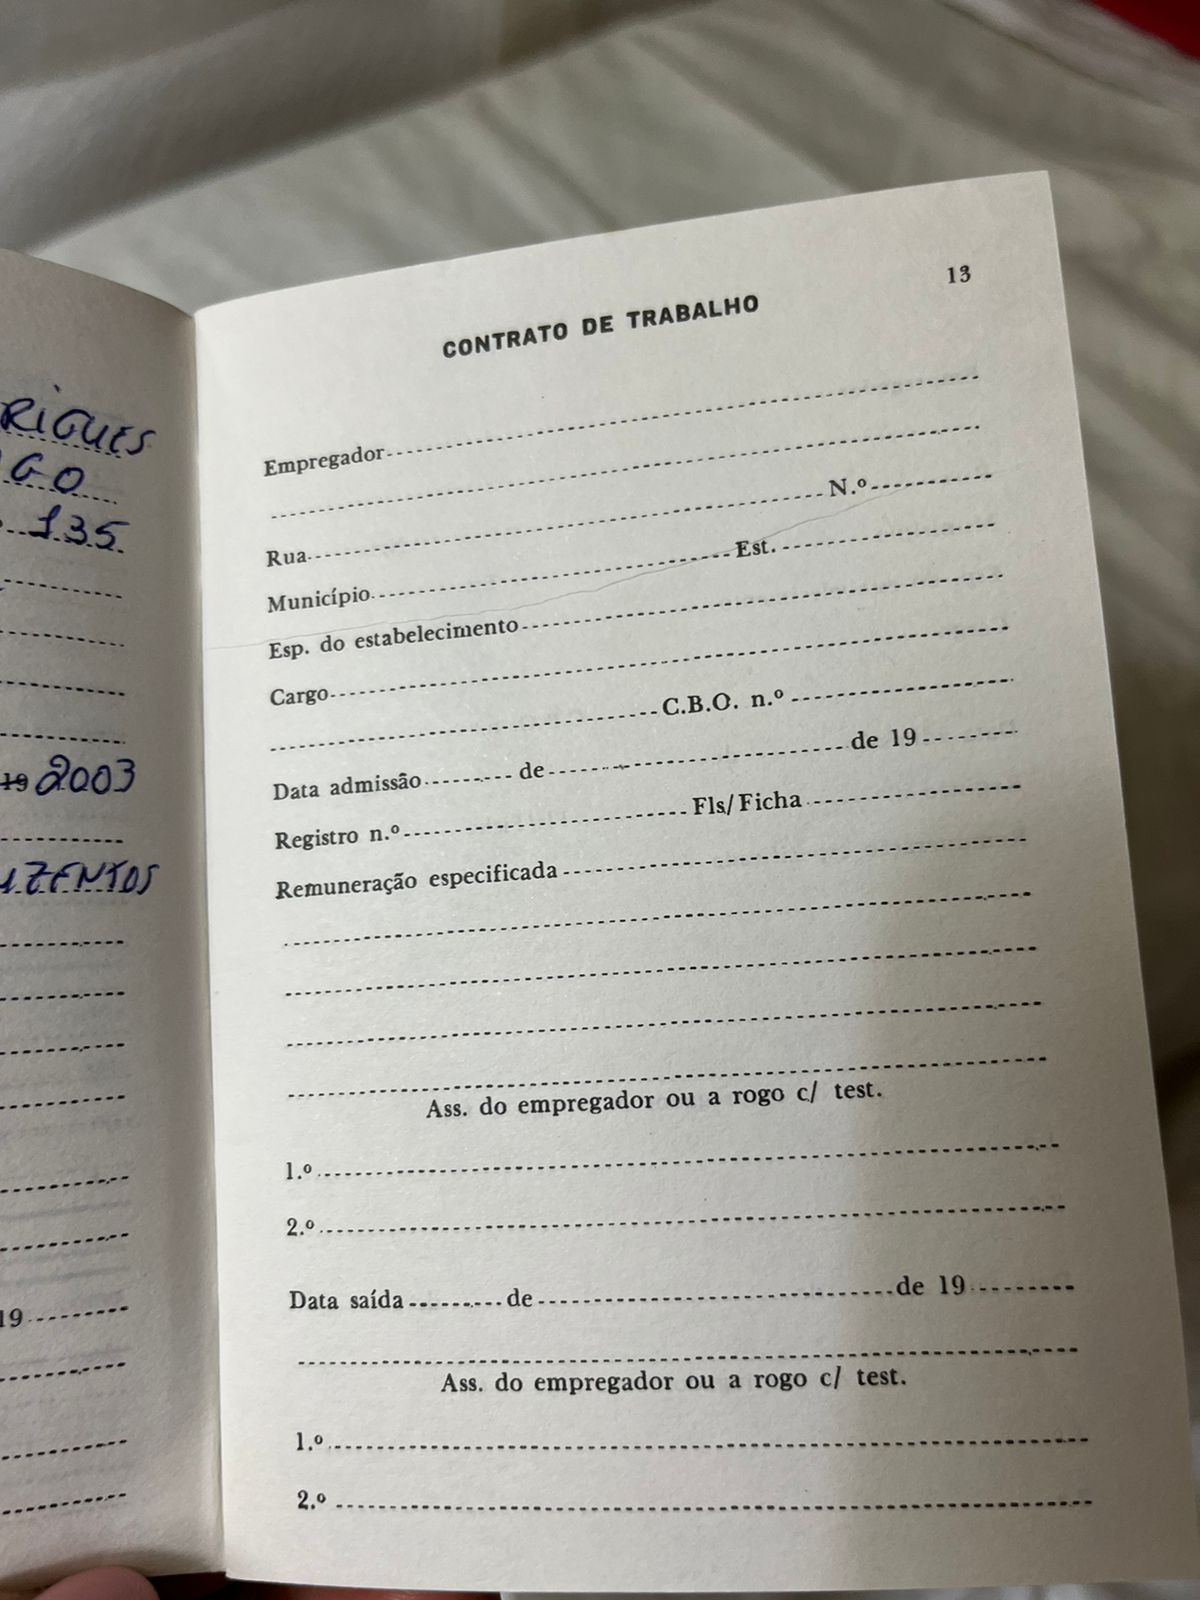 RIGUES
GO
135
19 2003
ZENTOS
19
13
CONTRATO DE TRABALHO
Empregador
Rua N.º
Município Est.
Esp. do estabelecimento
Cargo
C.B.O. n.º
Data admissão de de 19
Registro n.º Fls/Ficha
Remuneração especificada
Ass. do empregador ou a rogo c/ test.
1.º
2.º
Data saída de de 19
Ass. do empregador ou a rogo c/ test.
1.º
2.º